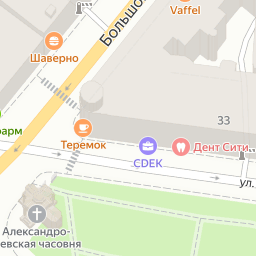 Vaffel
Большо
Шаверно
33
арм
Теремок
CDEK
Дент Сити
ул.
Александро-
евская часовня